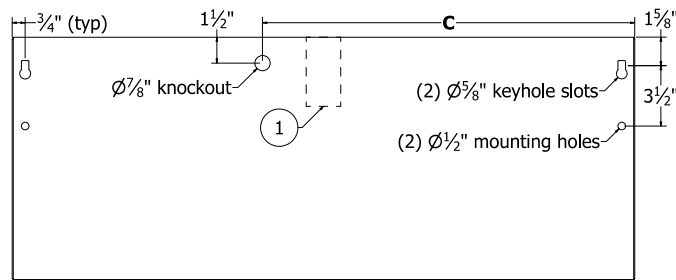 ¾" (typ)
1½"
C
1⅝"
Ø⅞" knockout
(2) Ø⅝" keyhole slots
3½"
1
(2) Ø½" mounting holes